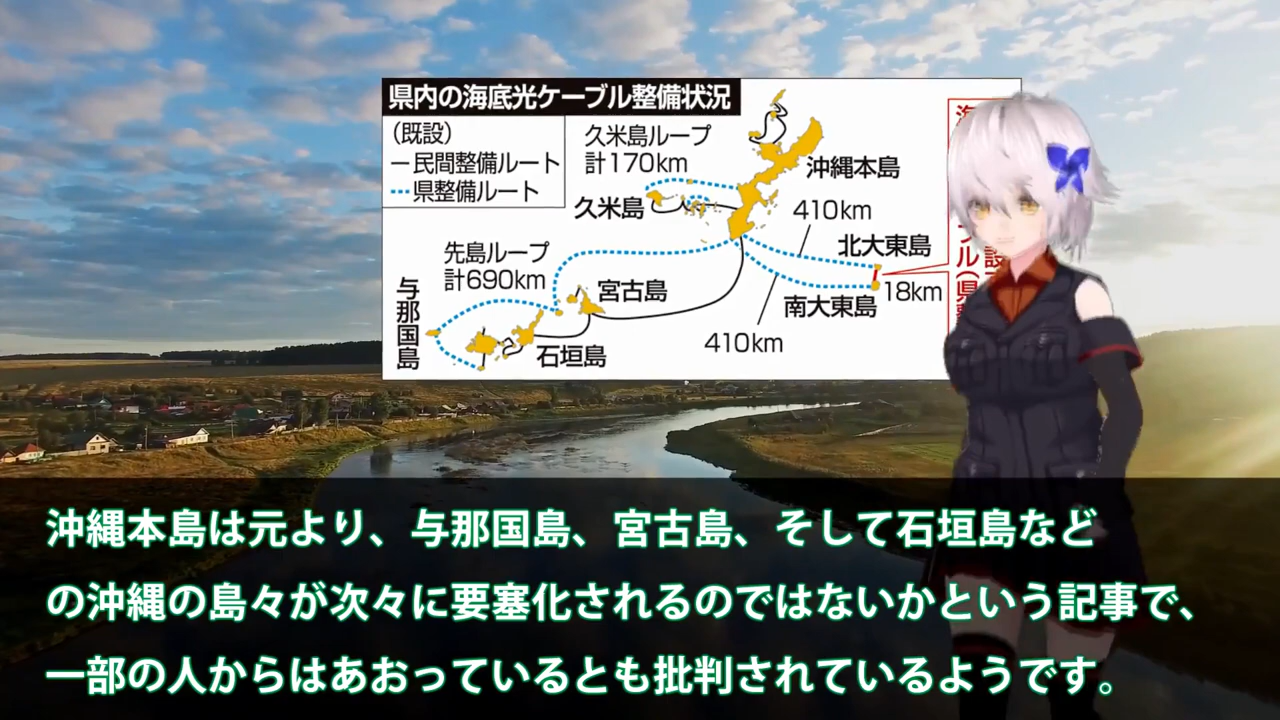 県内の海底光ケーブル整備状況
(既設)
民間整備ルート
県整備ルート
久米島ループ
計170km
沖縄本島
久米島
410km
北大東島
先島ループ
計690km
宮古島
18km
南大東島
与那国島
石垣島
410km
沖縄本島は元より、与那国島、宮古島、そして石垣島など
の沖縄の島々が次々に要塞化されるのではないかという記事で、
一部の人からはあおっているとも批判されているようです。